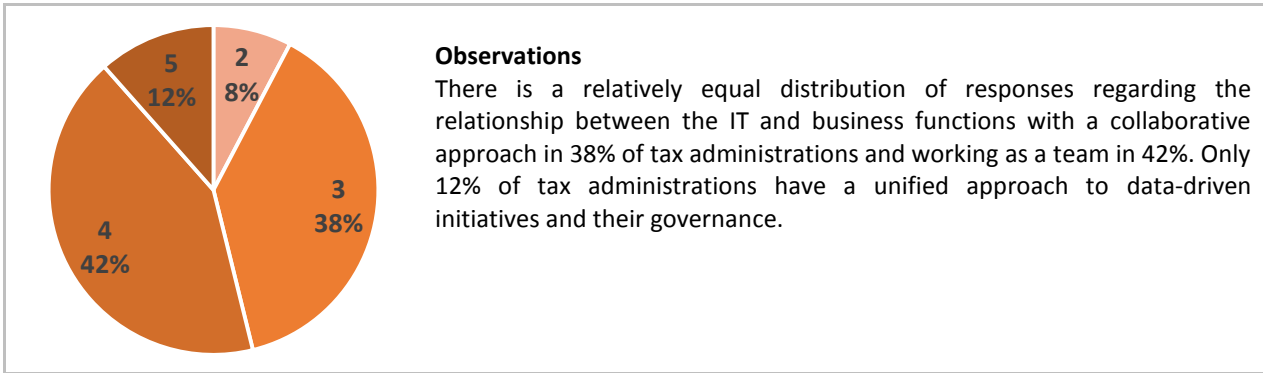 5
12%
2
8%
3
38%
4
42%
Observations
There is a relatively equal distribution of responses regarding the
relationship between the IT and business functions with a collaborative
approach in 38% of tax administrations and working as a team in 42%. Only
12% of tax administrations have a unified approach to data-driven
initiatives and their governance.